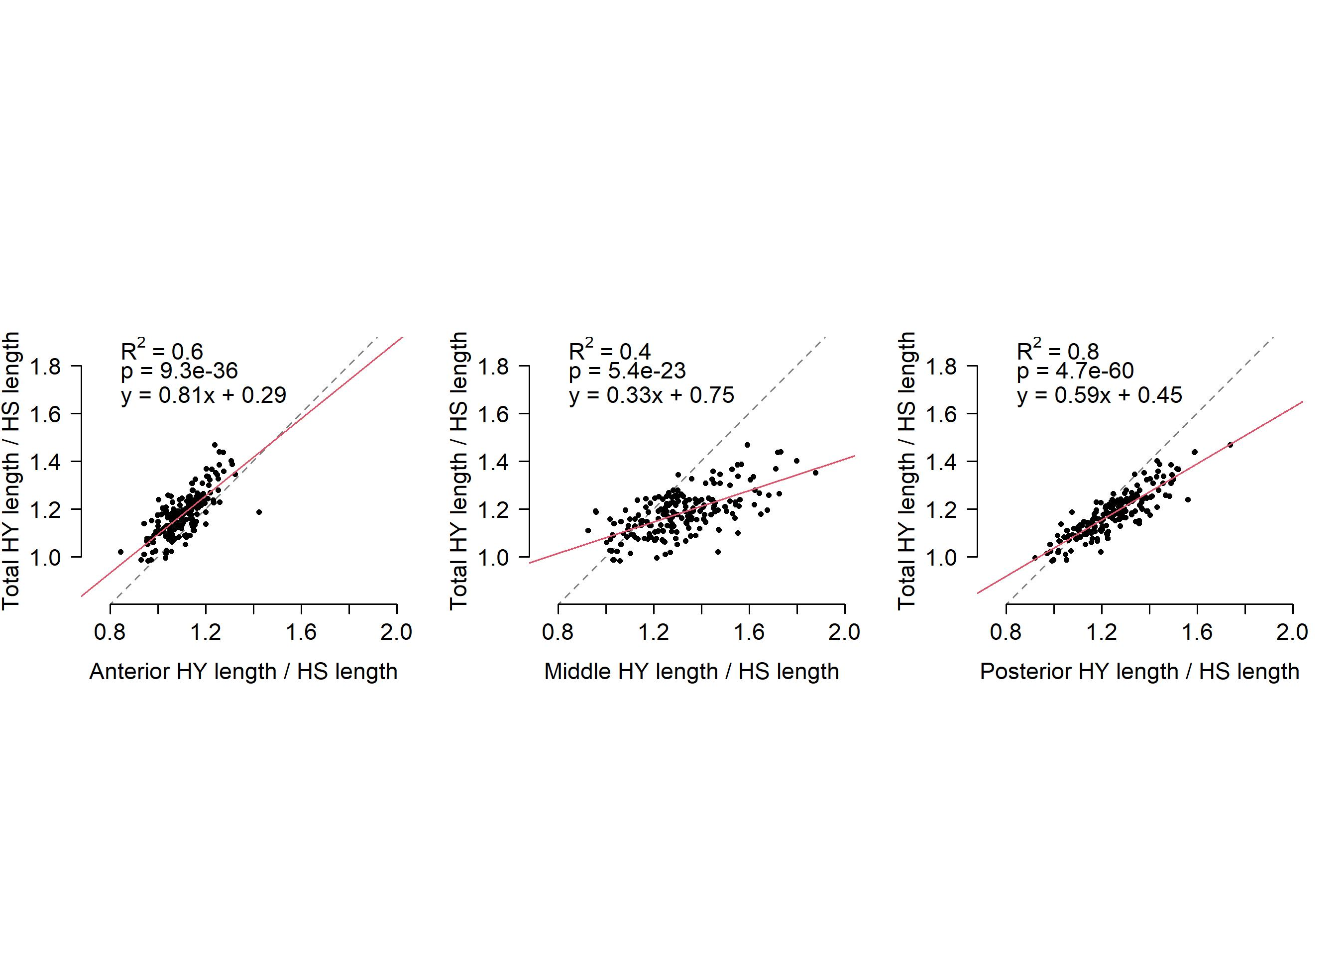 Total HY length / HS length
1.8
1.6
1.4
1.2
1.0
R2 = 0.6
p = 9.3e-36
y = 0.81x + 0.29
0.8 1.2 1.6 2.0
Anterior HY length / HS length
Total HY length / HS length
1.8
1.6
1.4
1.2
1.0
R2 = 0.4
p = 5.4e-23
y = 0.33x + 0.75
0.8 1.2 1.6 2.0
Middle HY length / HS length
Total HY length / HS length
1.8
1.6
1.4
1.2
1.0
R2 = 0.8
p = 4.7e-60
y = 0.59x + 0.45
0.8 1.2 1.6 2.0
Posterior HY length / HS length